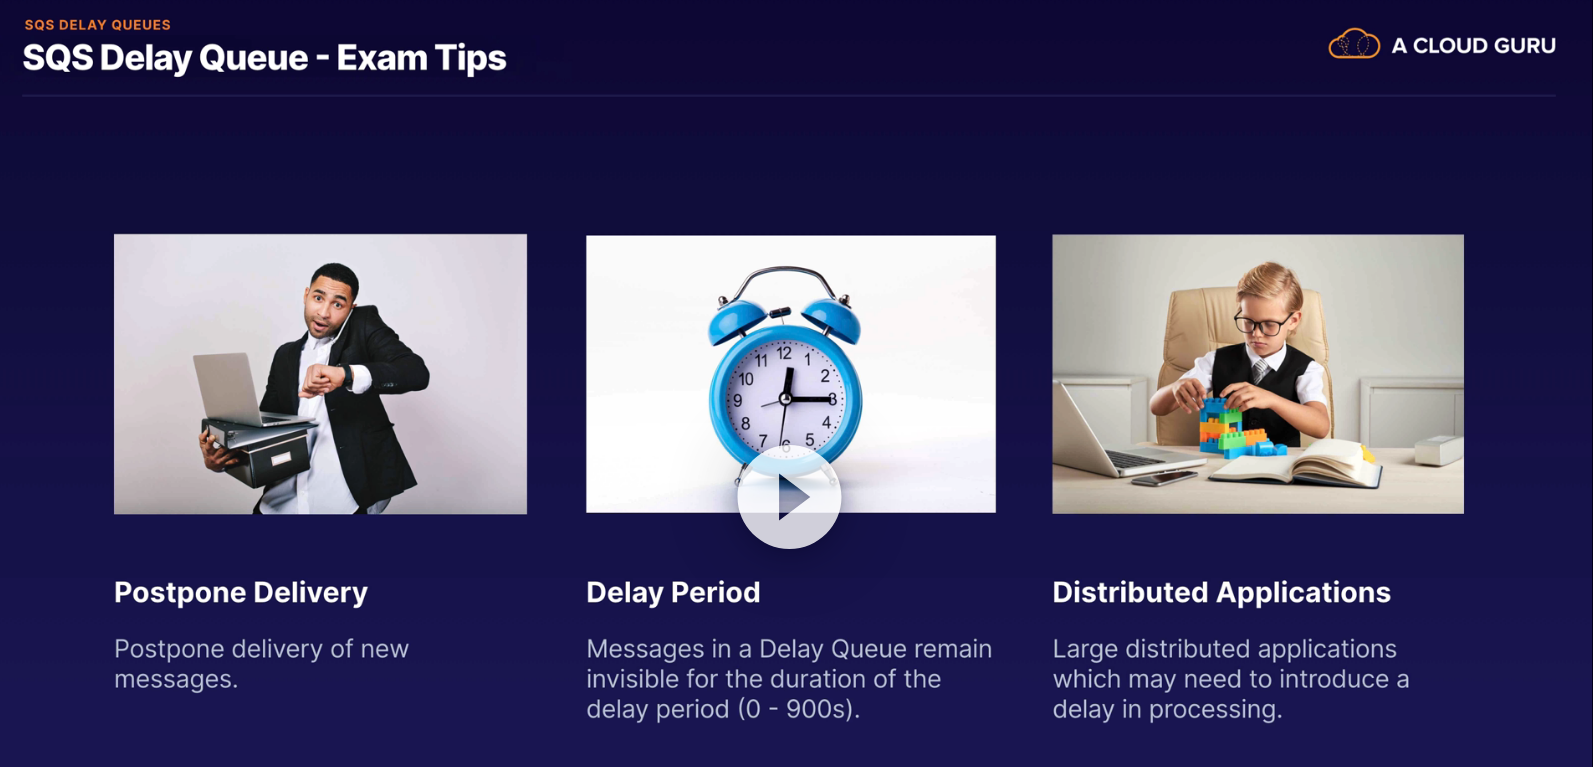 SQS DELAY QUEUES
SQS Delay Queue - Exam Tips
A CLOUD GURU
12
11
1
10
2
9
3
8
4
7
5
6
Postpone Delivery
Postpone delivery of new
messages.
Delay Period
Messages in a Delay Queue remain
invisible for the duration of the
delay period (0 - 900s).
Distributed Applications
Large distributed applications
which may need to introduce a
delay in processing.